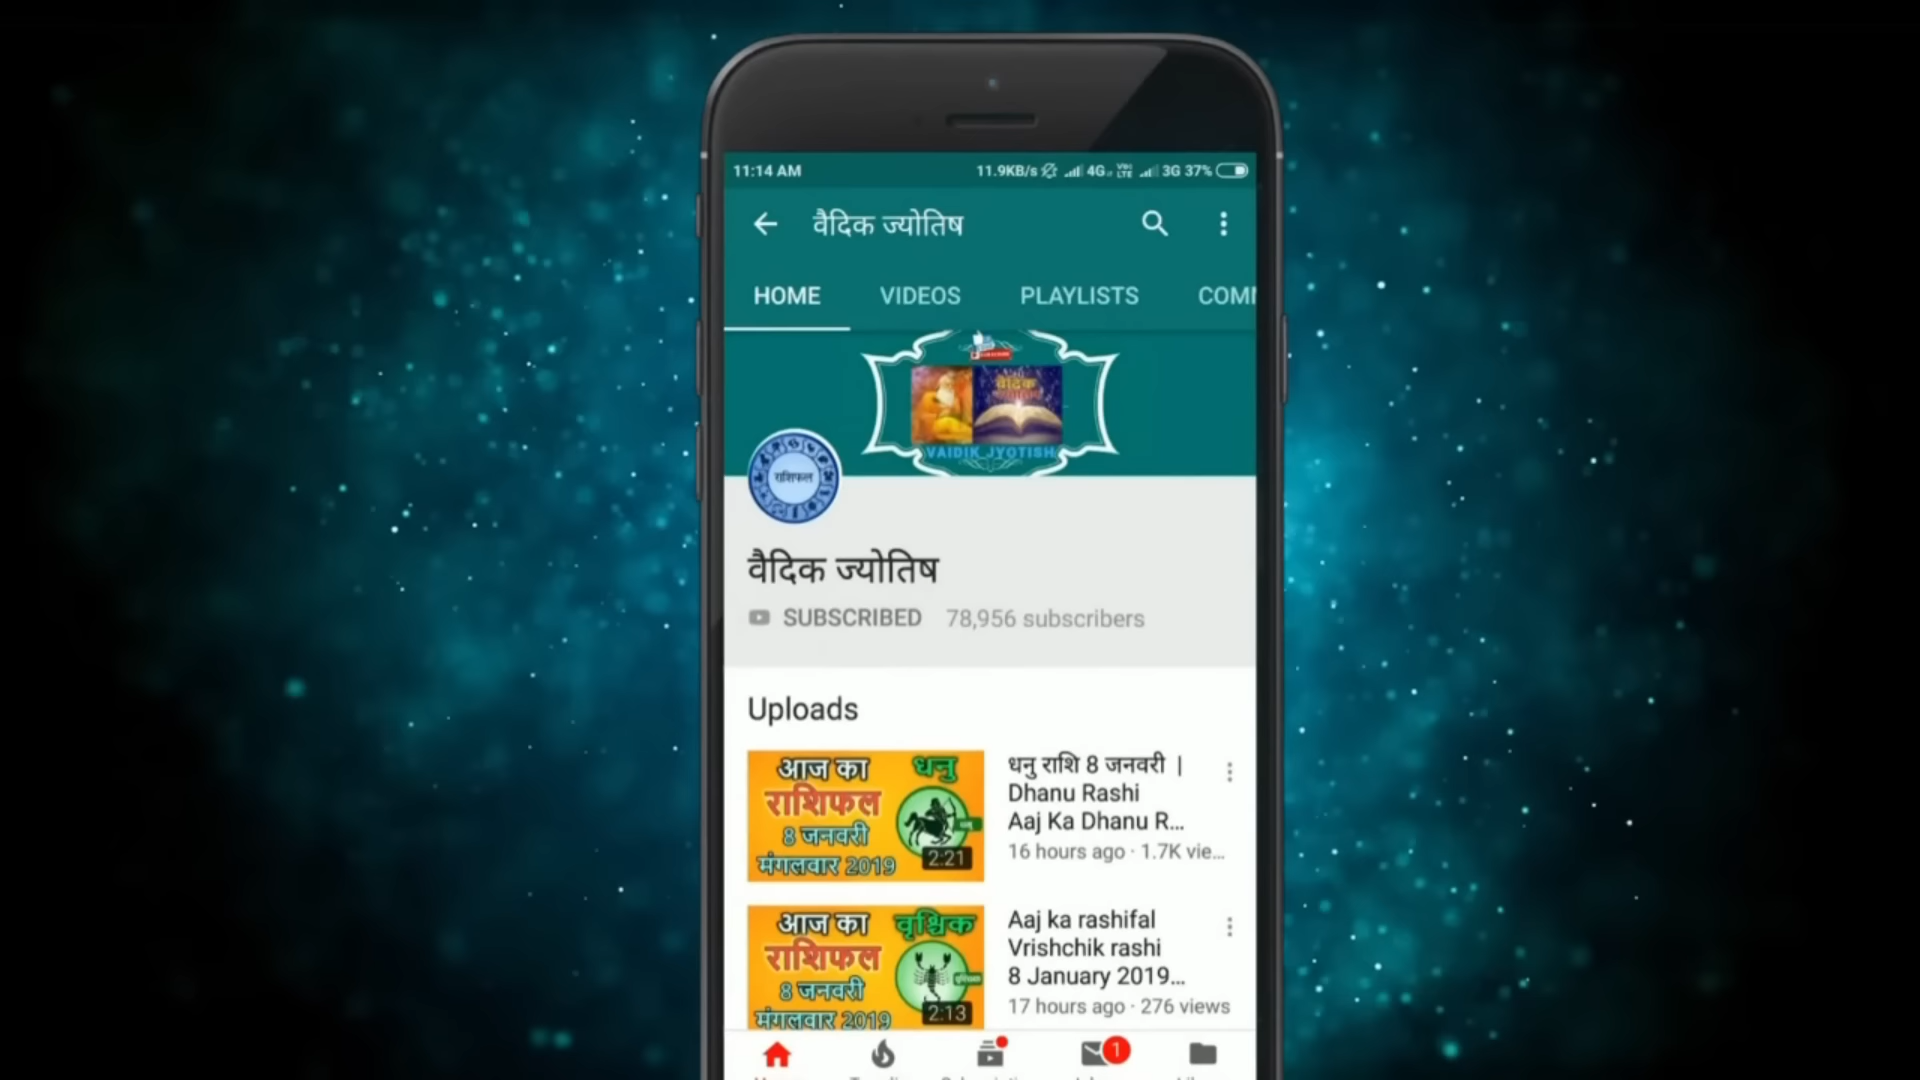 11:14 AM 11.9KB/s 4G VoLTE 3G 37%
वैदिक ज्योतिष
HOME VIDEOS PLAYLISTS COMM
वैदिक
VAIDIK JYOTISH
राशिफल
वैदिक ज्योतिष
SUBSCRIBED 78,956 subscribers
Uploads
आज का धनु
राशिफल
8 जनवरी
मंगलवार 2019
2:21
धनु राशि 8 जनवरी |
Dhanu Rashi
Aaj Ka Dhanu R...
16 hours ago · 1.7K vie...
आज का वृश्चिक
राशिफल
8 जनवरी
मंगलवार 2019
2:13
Aaj ka rashifal
Vrishchik rashi
8 January 2019...
17 hours ago · 276 views
1